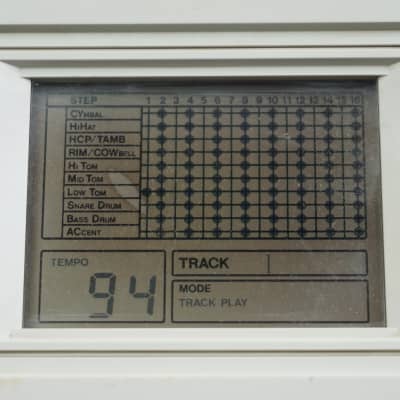 STEP 1 2 3 4 5 6 7 8 9 10 11 12 13 14 15 16
CYMBAL
HIHAT
HCP/TAMB
RIM/COWBELL
HI TOM
MID TOM
LOW TOM
SNARE DRUM
BASS DRUM
ACCENT
TEMPO
94
TRACK 1
MODE
TRACK PLAY